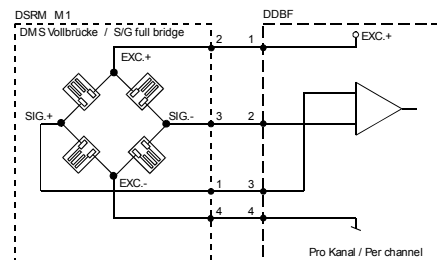 DSRM M1
DDBF
DMS Vollbrücke / S/G full bridge
EXC.+
2 1
EXC.+
SIG.+
SIG.-
3 2
EXC.-
1 3
4 4
Pro Kanal / Per channel